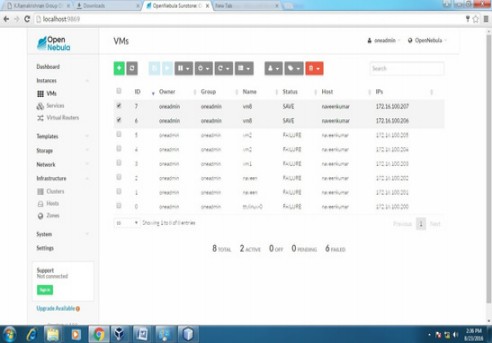 Downloads
OpenNebula Sunstone: C
New Tab
localhost:9869
Open Nebula
VMs
oneadmin
OpenNebula
Dashboard
Instances
VMs
Services
Virtual Routers
Templates
Storage
Network
Infrastructure
Clusters
Hosts
Zones
System
Settings
Support
Not connected
Sign in
Upgrade Available
Search
ID Owner Group Name Status Host IPs
7 oneadmin oneadmin vn8 SAVE naveenkumar 172.16.100.207
6 oneadmin oneadmin vn8 SAVE naveenkumar 172.16.100.206
5 oneadmin oneadmin FAILURE naveenkumar 172.16.100.205
4 oneadmin oneadmin vn2 FAILURE naveenkumar 172.16.100.204
3 oneadmin oneadmin vn1 FAILURE naveenkumar 172.16.100.203
2 oneadmin oneadmin naveen FAILURE naveenkumar 172.16.100.202
1 oneadmin oneadmin naveen FAILURE naveenkumar 172.16.100.201
0 oneadmin oneadmin FAILURE naveenkumar 172.16.100.200
10 Showing 1 to 8 of 8 entries
Previous 1 Next
8 TOTAL 2 ACTIVE 0 OFF 0 PENDING 6 FAILED
2:36 PM
8/23/2016